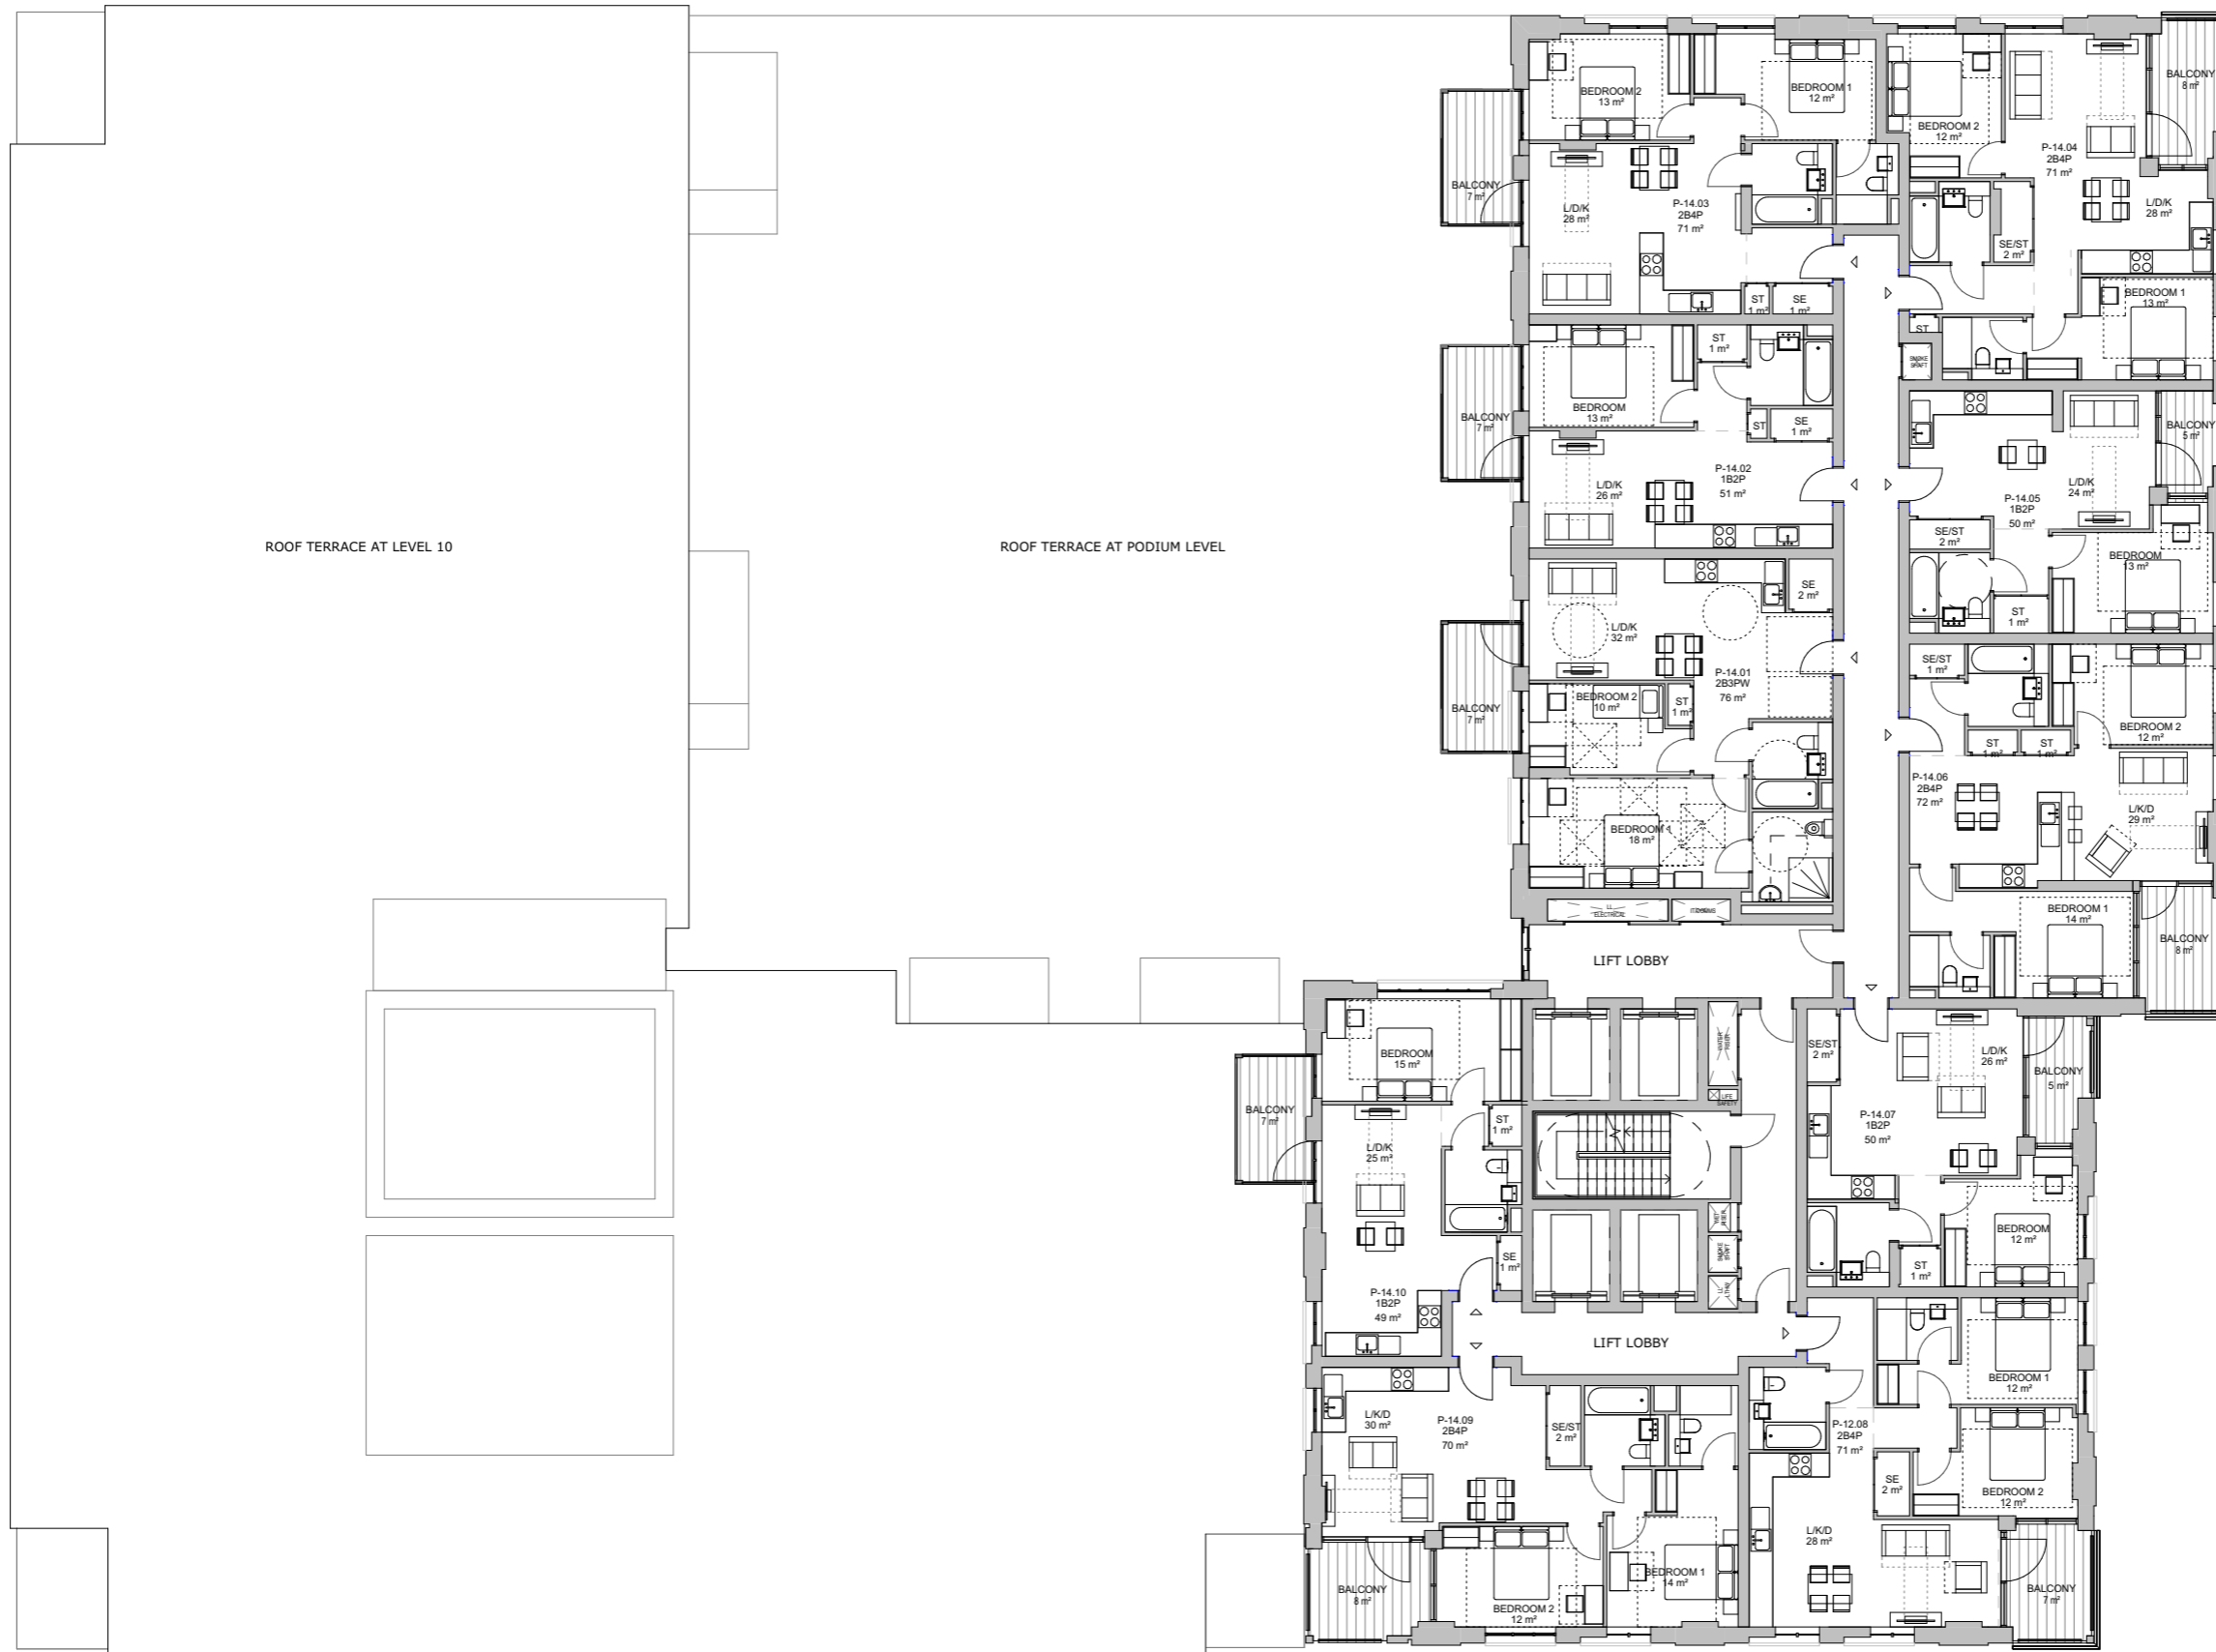 ROOF TERRACE AT LEVEL 10
ROOF TERRACE AT PODIUM LEVEL
BEDROOM 2
13 m²
BEDROOM 1
12 m²
BALCONY
7 m²
L/D/K
28 m²
P-14.03
2B4P
71 m²
ST
1 m²
SE
1 m²
BEDROOM 2
12 m²
BALCONY
8 m²
P-14.04
2B4P
71 m²
L/D/K
28 m²
SE/ST
2 m²
BEDROOM 1
13 m²
ST
SMOKE
SHAFT
BEDROOM
13 m²
ST
1 m²
ST
SE
1 m²
BALCONY
7 m²
P-14.02
1B2P
51 m²
L/D/K
26 m²
BALCONY
5 m²
L/D/K
24 m²
P-14.05
1B2P
50 m²
SE/ST
2 m²
BEDROOM
13 m²
ST
1 m²
SE
2 m²
L/D/K
32 m²
P-14.01
2B3PW
76 m²
BEDROOM 2
10 m²
ST
1 m²
BALCONY
7 m²
BEDROOM 1
18 m²
SE/ST
1 m²
BEDROOM 2
12 m²
ST
1 m²
ST
1 m²
P-14.06
2B4P
72 m²
L/K/D
29 m²
BEDROOM 1
14 m²
BALCONY
8 m²
LL
ELECTRICAL
LIFT LOBBY
BEDROOM
15 m²
BALCONY
7 m²
ST
1 m²
L/D/K
25 m²
SE
1 m²
P-14.10
1B2P
49 m²
LIFE
SAFETY
SMOKE
SHAFT
SE/ST
2 m²
L/D/K
26 m²
BALCONY
5 m²
P-14.07
1B2P
50 m²
BEDROOM
12 m²
ST
1 m²
LIFT LOBBY
L/K/D
30 m²
P-14.09
2B4P
70 m²
SE/ST
2 m²
BALCONY
8 m²
BEDROOM 2
12 m²
BEDROOM 1
14 m²
BEDROOM 1
12 m²
P-12.08
2B4P
71 m²
SE
2 m²
BEDROOM 2
12 m²
L/K/D
28 m²
BALCONY
7 m²